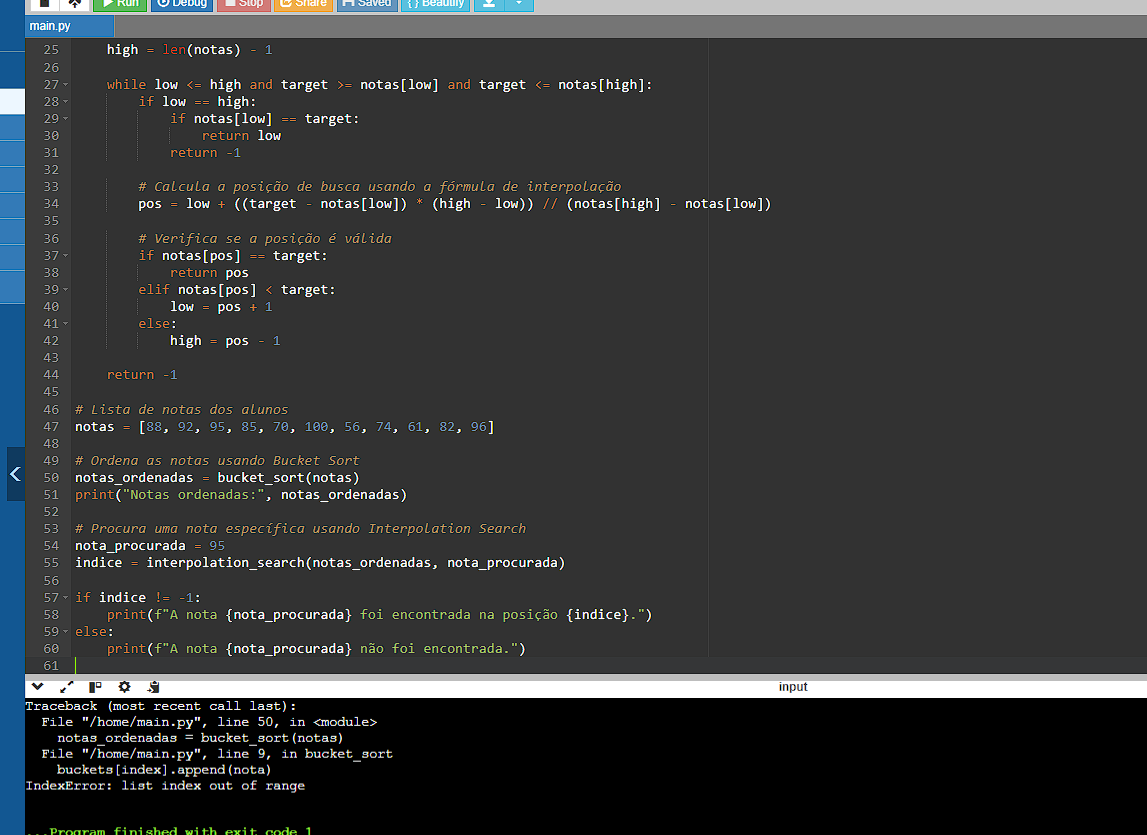 Run Debug Stop Share Saved { } Beautify
main.py
25 high = len(notas) - 1
26
27 while low <= high and target >= notas[low] and target <= notas[high]:
28 if low == high:
29 if notas[low] == target:
30 return low
31 return -1
32
33 # Calcula a posição de busca usando a fórmula de interpolação
34 pos = low + ((target - notas[low]) * (high - low)) // (notas[high] - notas[low])
35
36 # Verifica se a posição é válida
37 if notas[pos] == target:
38 return pos
39 elif notas[pos] < target:
40 low = pos + 1
41 else:
42 high = pos - 1
43
44 return -1
45
46 # Lista de notas dos alunos
47 notas = [88, 92, 95, 85, 70, 100, 56, 74, 61, 82, 96]
48
49 # Ordena as notas usando Bucket Sort
50 notas_ordenadas = bucket_sort(notas)
51 print("Notas ordenadas:", notas_ordenadas)
52
53 # Procura uma nota específica usando Interpolation Search
54 nota_procurada = 95
55 indice = interpolation_search(notas_ordenadas, nota_procurada)
56
57 if indice != -1:
58 print(f"A nota {nota_procurada} foi encontrada na posição {indice}.")
59 else:
60 print(f"A nota {nota_procurada} não foi encontrada.")
61
input
Traceback (most recent call last):
File "/home/main.py", line 50, in <module>
notas_ordenadas = bucket_sort(notas)
File "/home/main.py", line 9, in bucket_sort
buckets[index].append(nota)
IndexError: list index out of range
...Program finished with exit code 1